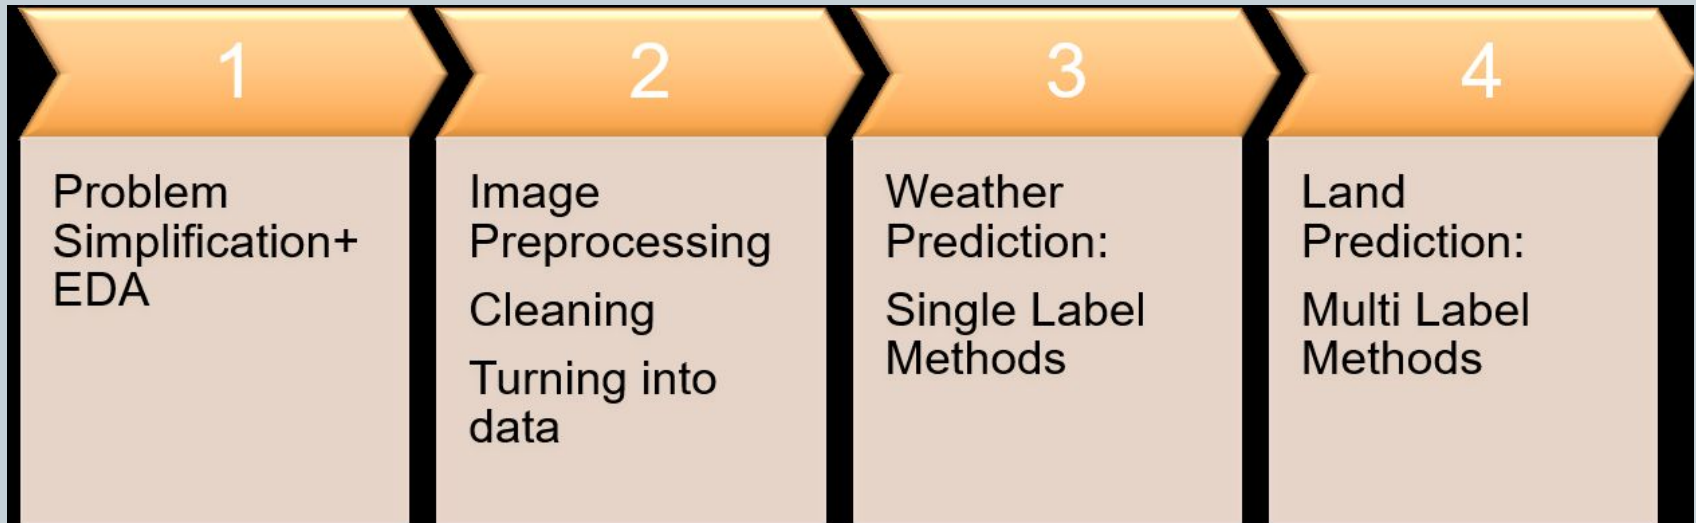 1
Problem
Simplification+
EDA
2
Image
Preprocessing
Cleaning
Turning into
data
3
Weather
Prediction:
Single Label
Methods
4
Land
Prediction:
Multi Label
Methods